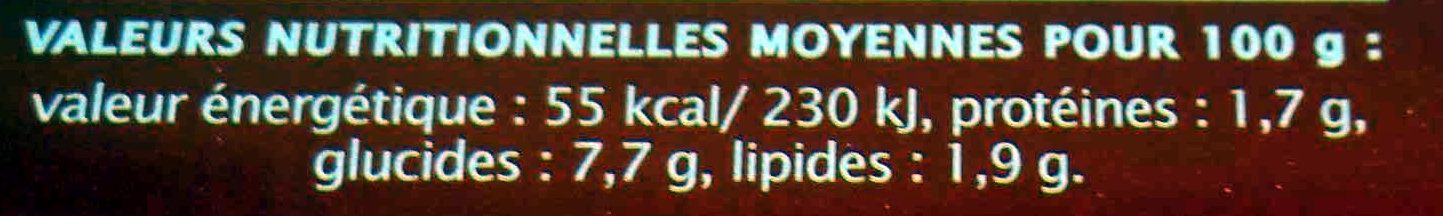 VALEURS NUTRITIONNELLES MOYENNES POUR 100 g :
valeur énergétique : 55 kcal/ 230 kJ, protéines : 1,7 g,
glucides : 7,7 g, lipides : 1,9 g.